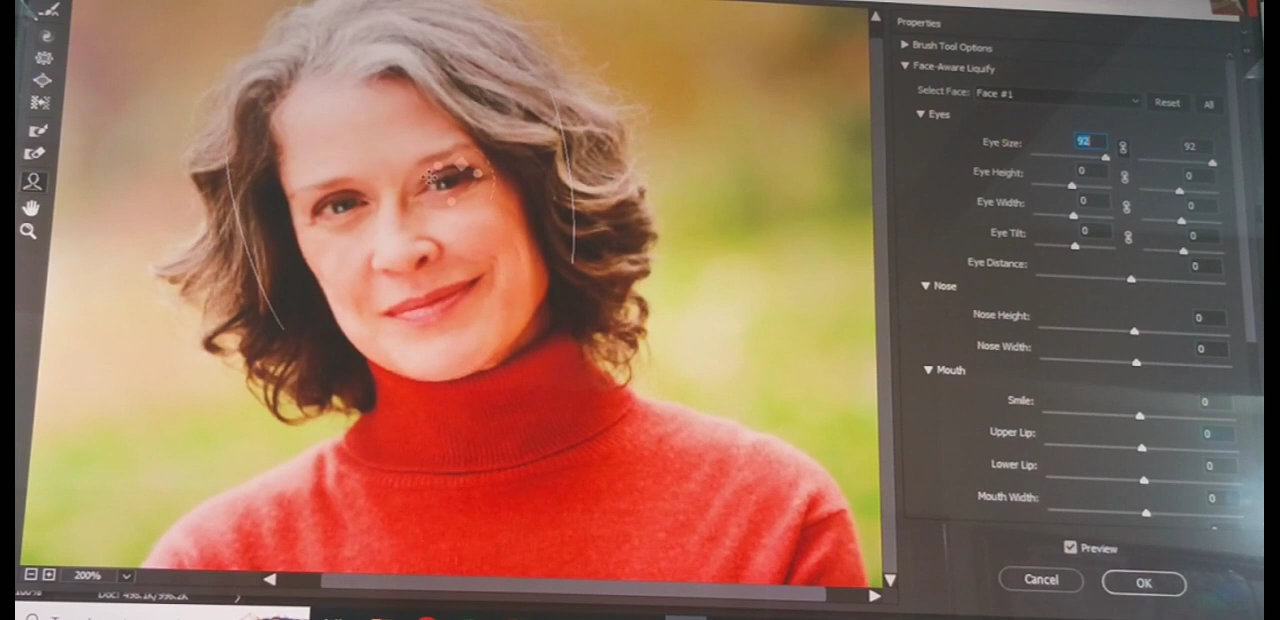 Properties
Brush Tool Options
Face-Aware Liquify
Select Face: Face #1 Reset All
Eyes
Eye Size: 92 92
Eye Height: 0 0
Eye Width: 0 0
Eye Tilt: 0 0
Eye Distance: 0
Nose
Nose Height: 0
Nose Width: 0
Mouth
Smile: 0
Upper Lip: 0
Lower Lip: 0
Mouth Width: 0
Preview
Cancel OK
200%